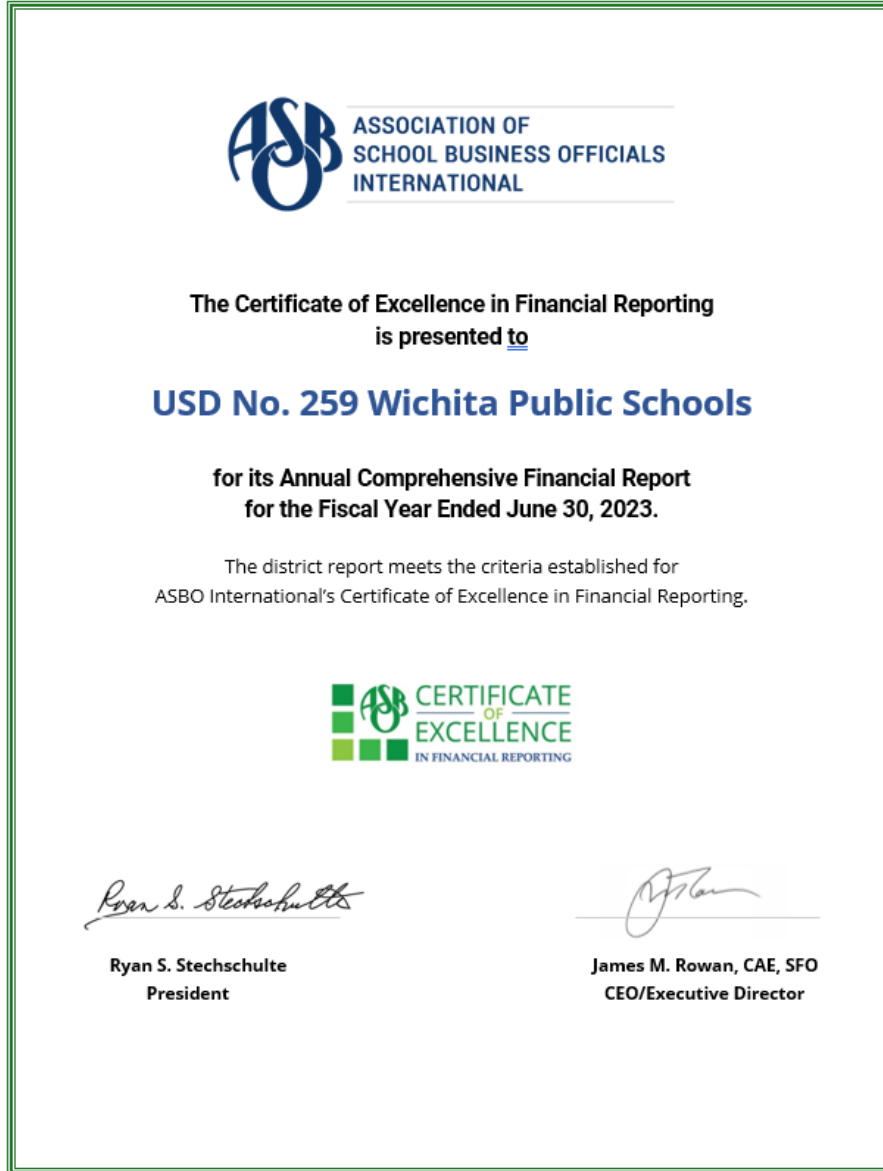 ASBO
ASSOCIATION OF
SCHOOL BUSINESS OFFICIALS
INTERNATIONAL
The Certificate of Excellence in Financial Reporting
is presented to
USD No. 259 Wichita Public Schools
for its Annual Comprehensive Financial Report
for the Fiscal Year Ended June 30, 2023.
The district report meets the criteria established for
ASBO International’s Certificate of Excellence in Financial Reporting.
ASBO
CERTIFICATE
OF
EXCELLENCE
IN FINANCIAL REPORTING
Ryan S. Stechschulte
Ryan S. Stechschulte
President
James M. Rowan, CAE, SFO
CEO/Executive Director